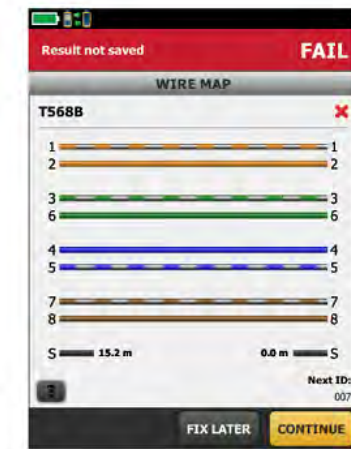 Result not saved FAIL
WIRE MAP
T568B
1 1
2 2
3 3
6 6
4 4
5 5
7 7
8 8
S 15.2 m 0.0 m S
Next ID:
007
FIX LATER CONTINUE